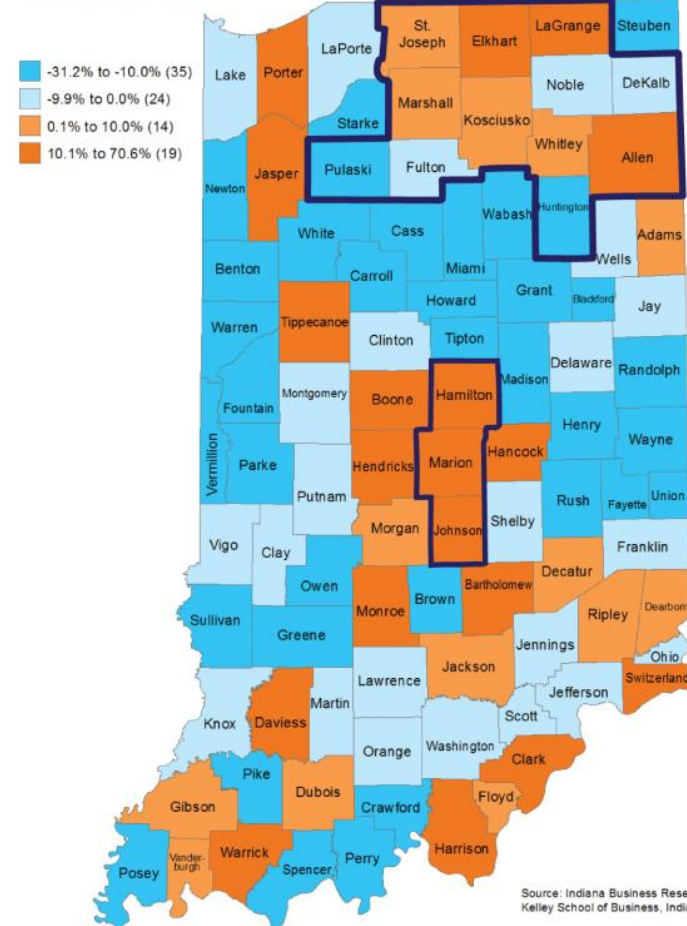 -31.2% to -10.0% (35)
-9.9% to 0.0% (24)
0.1% to 10.0% (14)
10.1% to 70.6% (19)
St.
Joseph
Elkhart
LaGrange
Steuben
LaPorte
Lake
Porter
Noble
DeKalb
Marshall
Kosciusko
Starke
Whitley
Allen
Pulaski
Fulton
Jasper
Newton
Huntington
Wabash
White
Cass
Miami
Adams
Wells
Benton
Carroll
Grant
Howard
Blackford
Jay
Tippecanoe
Warren
Clinton
Tipton
Delaware
Randolph
Madison
Hamilton
Montgomery
Boone
Fountain
Henry
Wayne
Vermillion
Parke
Hendricks
Marion
Hancock
Putnam
Rush
Fayette
Union
Shelby
Johnson
Morgan
Vigo
Clay
Franklin
Owen
Decatur
Bartholomew
Monroe
Brown
Sullivan
Greene
Ripley
Dearborn
Jennings
Ohio
Jackson
Switzerland
Lawrence
Jefferson
Martin
Knox
Daviess
Scott
Orange
Washington
Clark
Pike
Dubois
Gibson
Crawford
Floyd
Harrison
Warrick
Vander-
burgh
Posey
Spencer
Perry
Source: Indiana Business Rese
Kelley School of Business, India